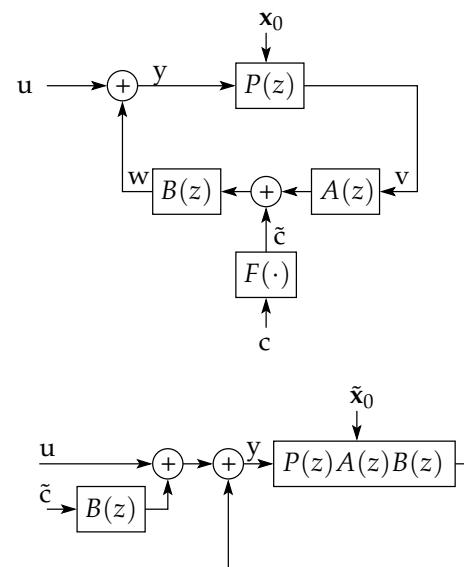 x₀
u + y P(z)
w B(z) + A(z) v
c̃
F(·)
c
x̃₀
u + + y P(z)A(z)B(z)
c̃ B(z)